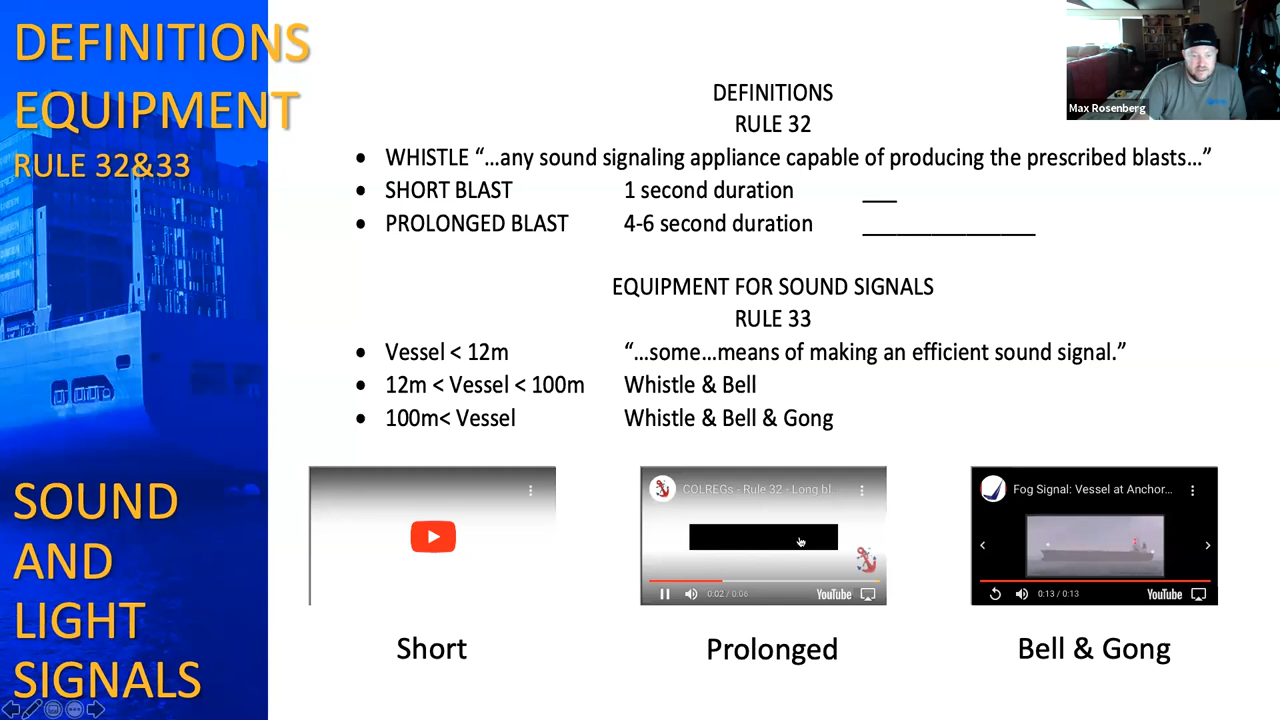 DEFINITIONS
EQUIPMENT
RULE 32&33
SOUND
AND
LIGHT
SIGNALS
DEFINITIONS
RULE 32
• WHISTLE “…any sound signaling appliance capable of producing the prescribed blasts…”
• SHORT BLAST 1 second duration ___
• PROLONGED BLAST 4-6 second duration _______________
EQUIPMENT FOR SOUND SIGNALS
RULE 33
• Vessel < 12m “…some…means of making an efficient sound signal.”
• 12m < Vessel < 100m Whistle & Bell
• 100m< Vessel Whistle & Bell & Gong
COLREGs - Rule 32 - Long bl
0:02 / 0:06 YouTube
Fog Signal: Vessel at Anchor...
0:13 / 0:13 YouTube
Short
Prolonged
Bell & Gong
Max Rosenberg